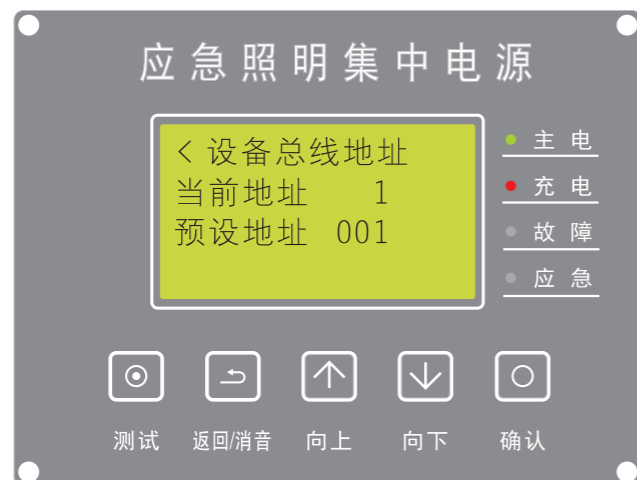 应急照明集中电源
< 设备总线地址
当前地址 1
预设地址 001
主电
充电
故障
应急
测试 返回/消音 向上 向下 确认